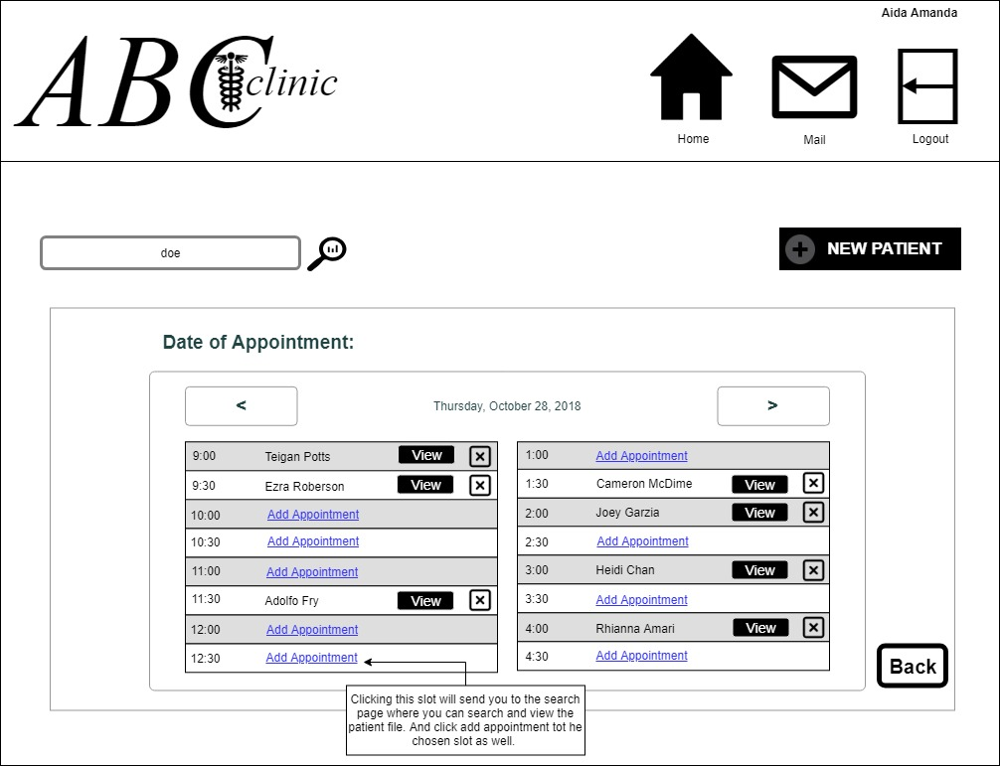 Aida Amanda
ABC clinic
Home
Mail
Logout
doe
NEW PATIENT
Date of Appointment:
<
Thursday, October 28, 2018
>
9:00 Teigan Potts View
9:30 Ezra Roberson View
10:00 Add Appointment
10:30 Add Appointment
11:00 Add Appointment
11:30 Adolfo Fry View
12:00 Add Appointment
12:30 Add Appointment
1:00 Add Appointment
1:30 Cameron McDime View
2:00 Joey Garzia View
2:30 Add Appointment
3:00 Heidi Chan View
3:30 Add Appointment
4:00 Rhianna Amari View
4:30 Add Appointment
Back
Clicking this slot will send you to the search
page where you can search and view the
patient file. And click add appointment tot he
chosen slot as well.